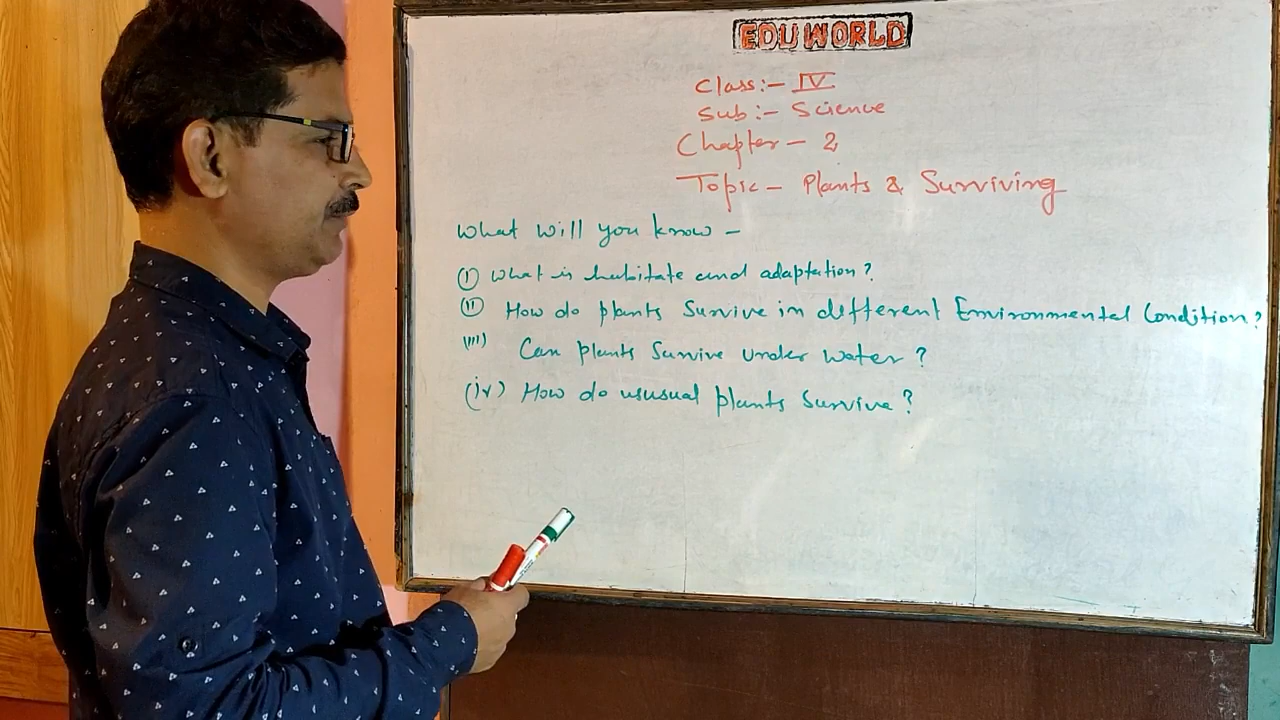 EDU WORLD
Class:- IV
Sub :- Science
Chapter - 2
Topic - Plants & Surviving
What will you know -
(i) What is habitate and adaptation?
(ii) How do plants Survive in different Environmental Condition?
(iii) Can plants Survive under water ?
(iv) How do ususual plants Survive ?